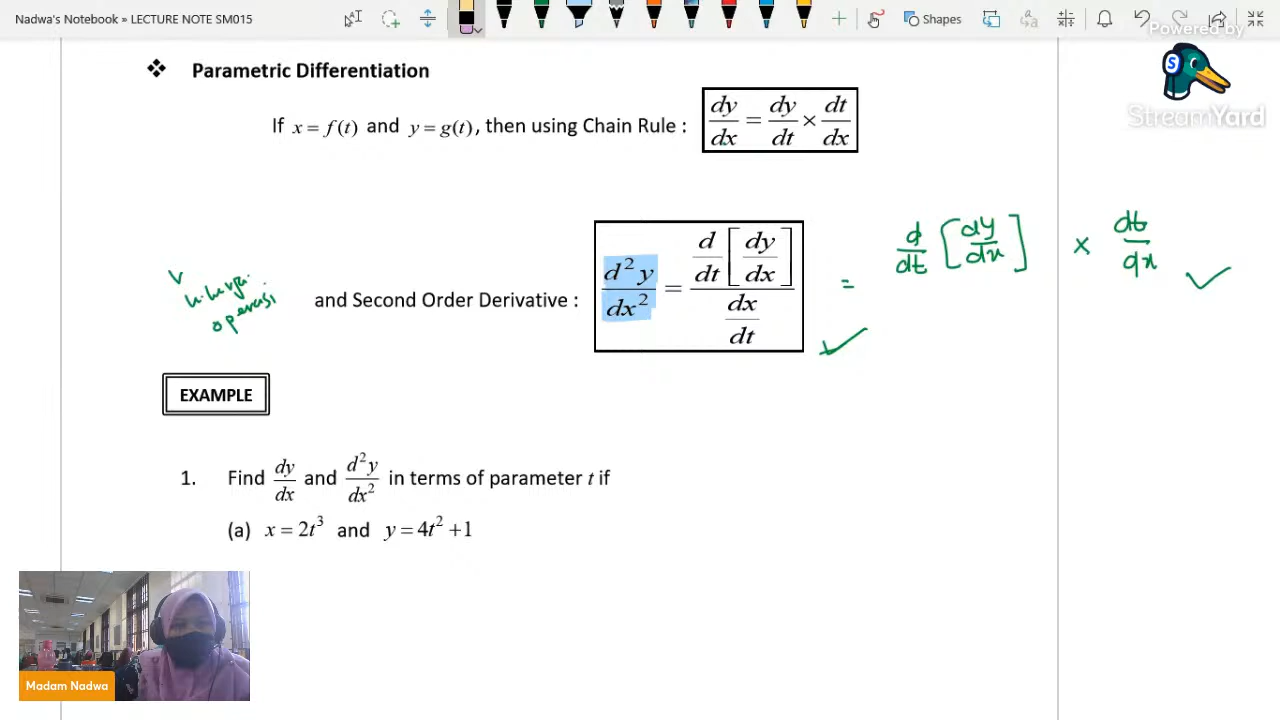 Nadwa's Notebook » LECTURE NOTE SM015
Shapes
Powered by
StreamYard
❖ Parametric Differentiation
If x = f(t) and y = g(t), then using Chain Rule : dy/dx = dy/dt × dt/dx
and Second Order Derivative : d²y/dx² = d/dt [dy/dx] / dx/dt = d/dt [dy/dx] × dt/dx
operasi
EXAMPLE
1. Find dy/dx and d²y/dx² in terms of parameter t if
(a) x = 2t³ and y = 4t² + 1
Madam Nadwa